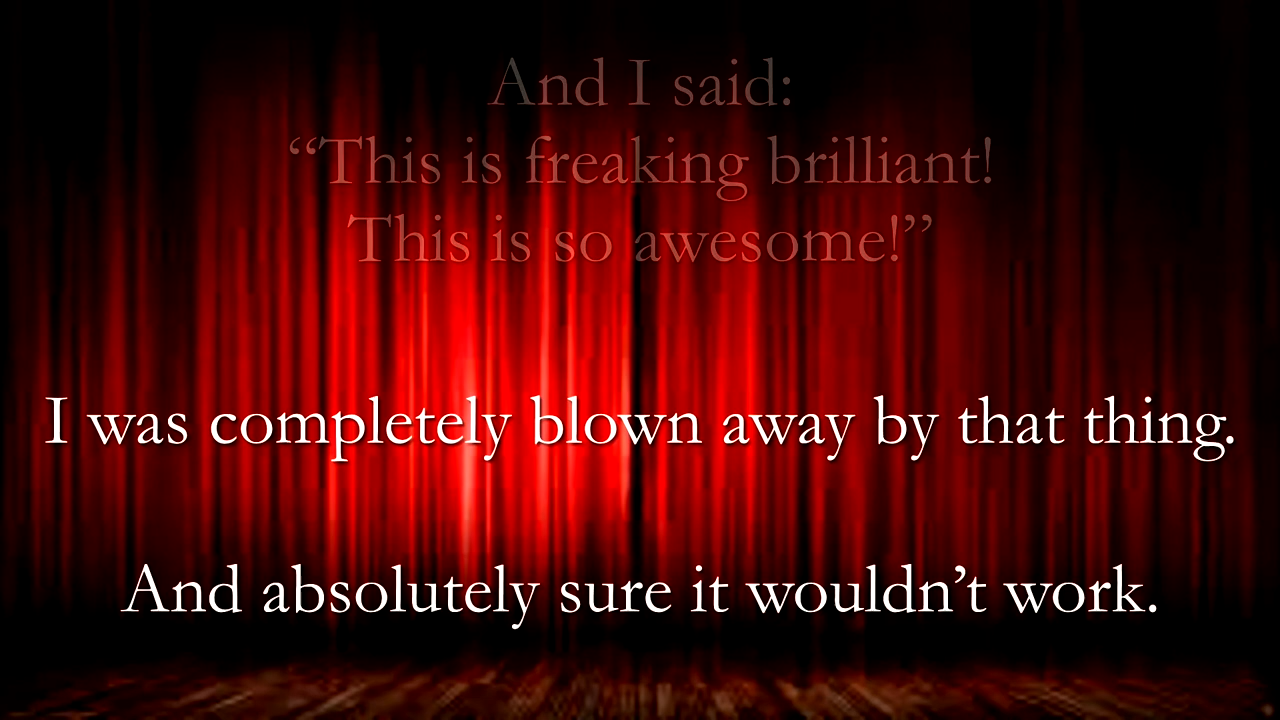 And I said:
“This is freaking brilliant!
This is so awesome!”
I was completely blown away by that thing.
And absolutely sure it wouldn’t work.